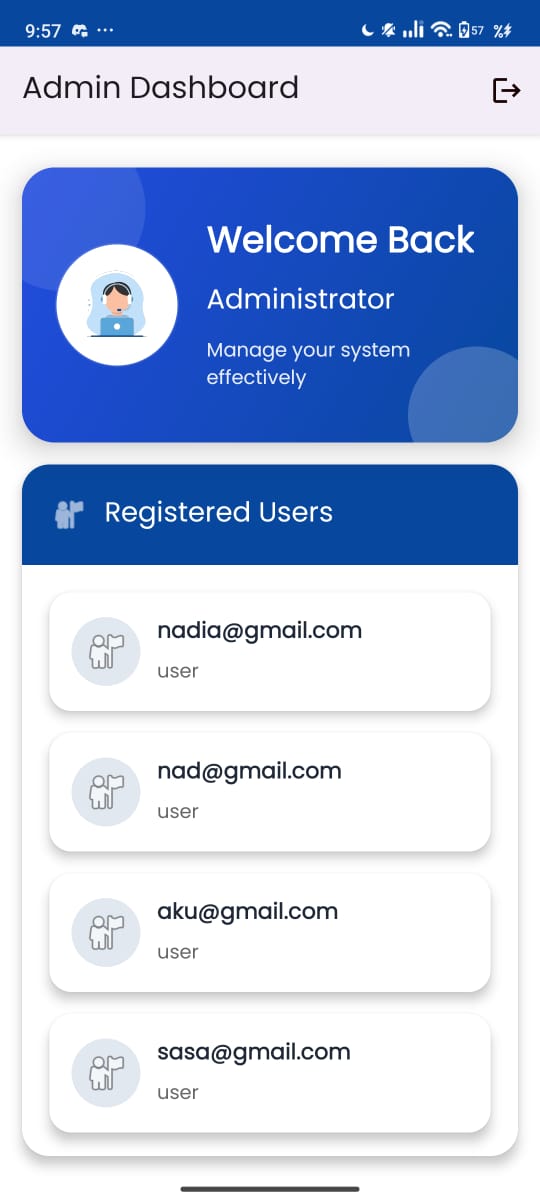 9:57 ··· 57 %
Admin Dashboard
Welcome Back
Administrator
Manage your system
effectively
Registered Users
nadia@gmail.com
user
nad@gmail.com
user
aku@gmail.com
user
sasa@gmail.com
user